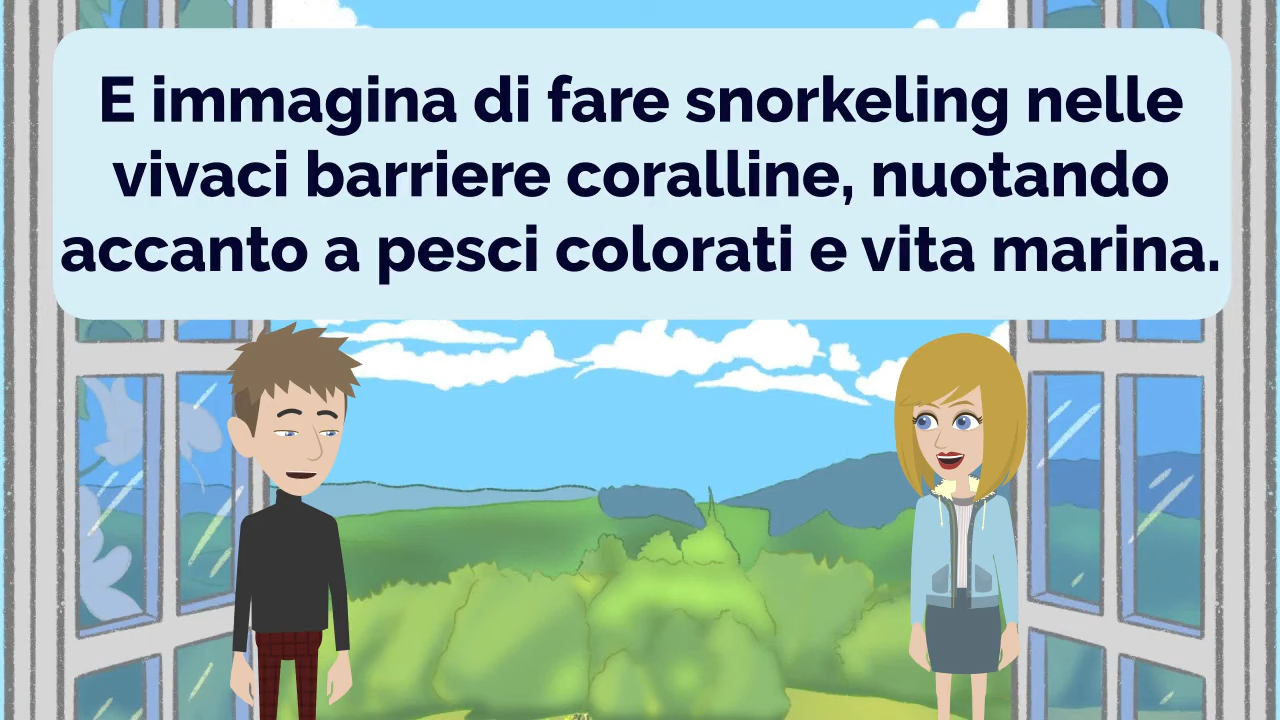 E immagina di fare snorkeling nelle
vivaci barriere coralline, nuotando
accanto a pesci colorati e vita marina.